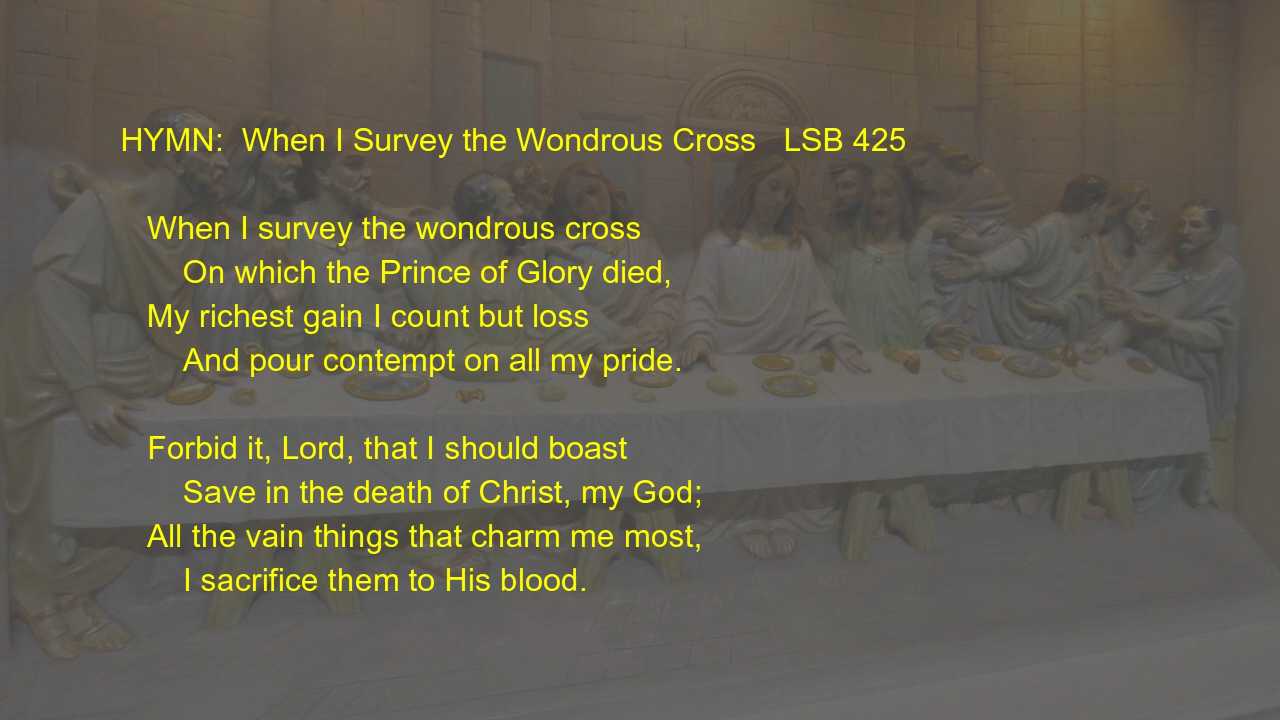 HYMN:  When I Survey the Wondrous Cross   LSB 425
When I survey the wondrous cross
On which the Prince of Glory died,
My richest gain I count but loss
And pour contempt on all my pride.
Forbid it, Lord, that I should boast
Save in the death of Christ, my God;
All the vain things that charm me most,
I sacrifice them to His blood.